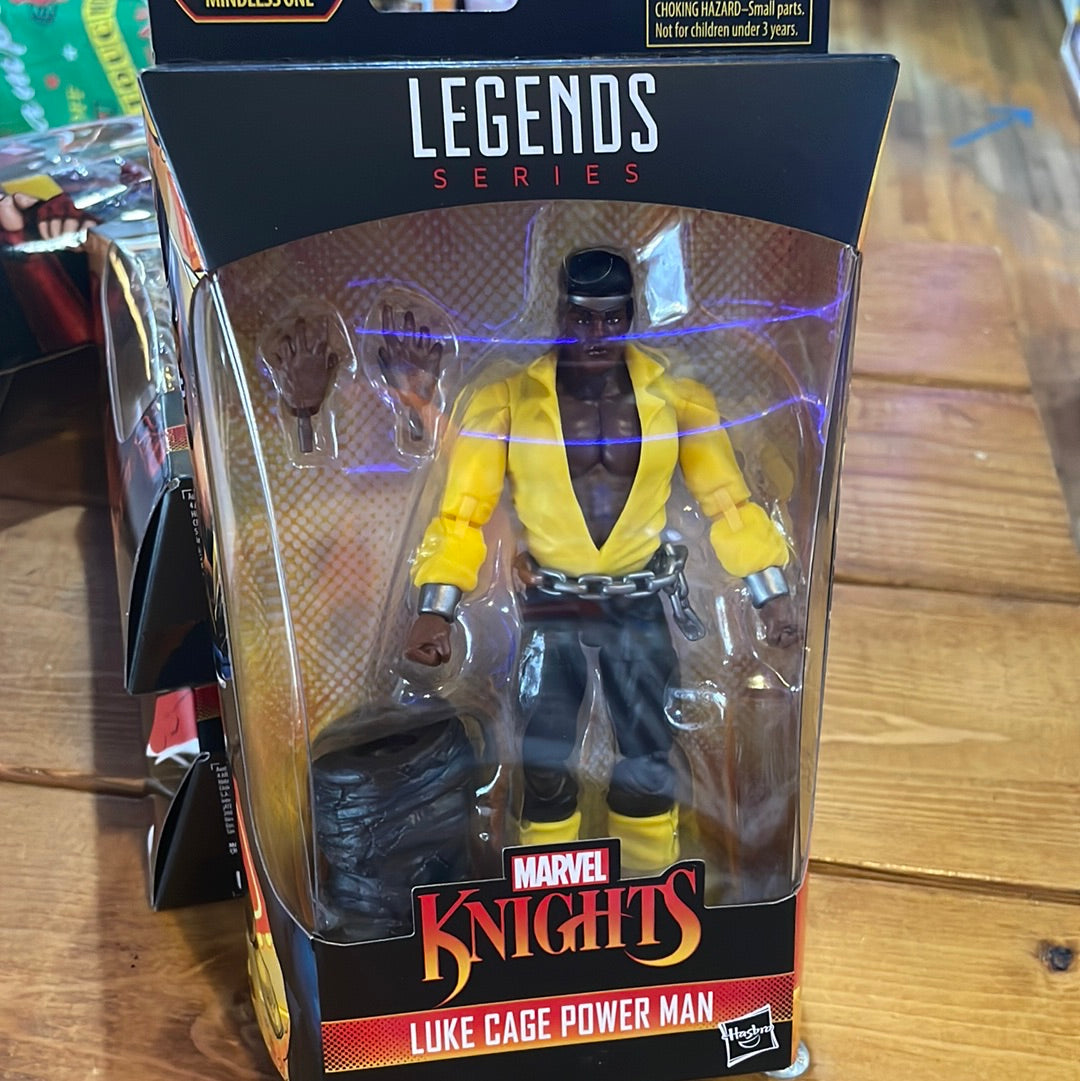 MINDLESS ONE
CHOKING HAZARD–Small parts.
Not for children under 3 years.
LEGENDS
SERIES
MARVEL
KNIGHTS
LUKE CAGE POWER MAN
Hasbro